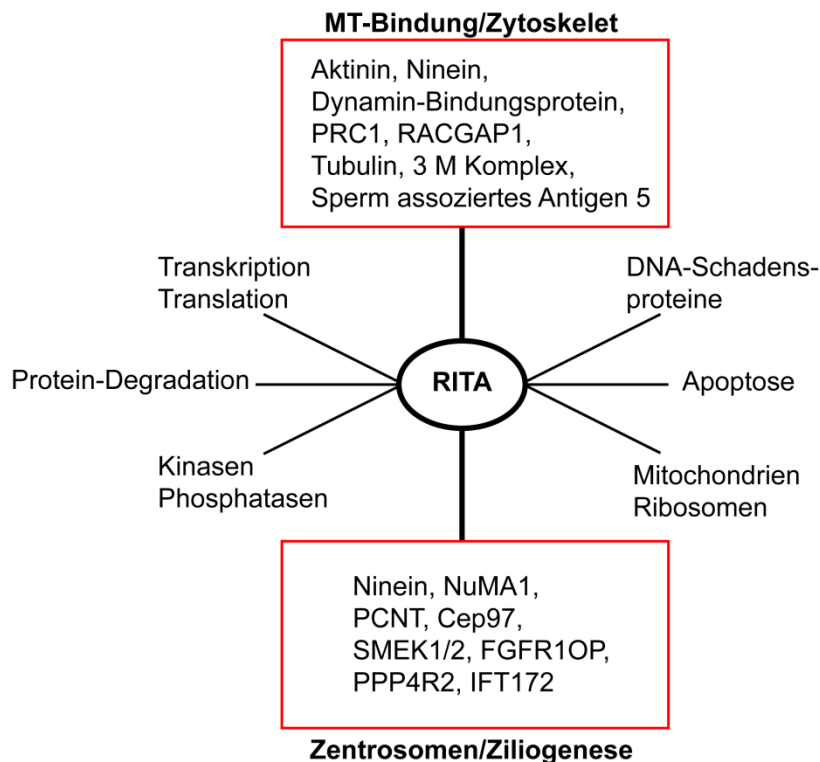 MT-Bindung/Zytoskelet
Aktinin, Ninein,
Dynamin-Bindungsprotein,
PRC1, RACGAP1,
Tubulin, 3 M Komplex,
Sperm assoziertes Antigen 5
Transkription
Translation
DNA-Schadens-
proteine
Protein-Degradation
RITA
Apoptose
Kinasen
Phosphatasen
Mitochondrien
Ribosomen
Ninein, NuMA1,
PCNT, Cep97,
SMEK1/2, FGFR1OP,
PPP4R2, IFT172
Zentrosomen/Ziliogenese